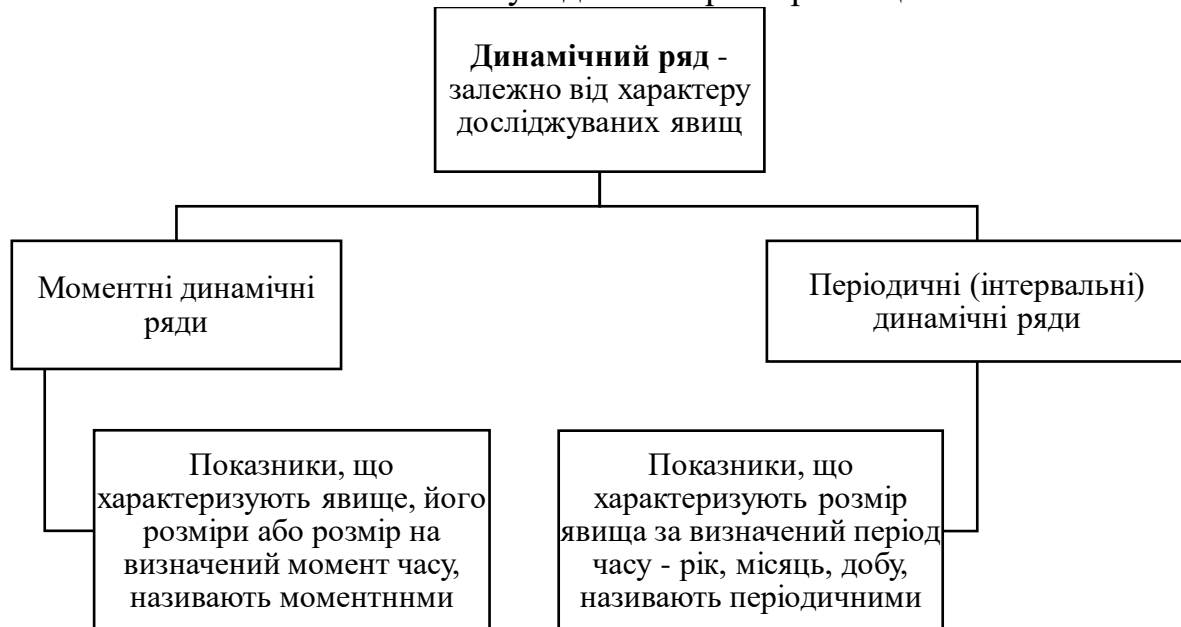 Динамічний ряд -
залежно від характеру
досліджуваних явищ
Моментні динамічні
ряди
Періодичні (інтервальні)
динамічні ряди
Показники, що
характеризують явище, його
розміри або розмір на
визначений момент часу,
називають моментннми
Показники, що
характеризують розмір
явища за визначений період
часу - рік, місяць, добу,
називають періодичними